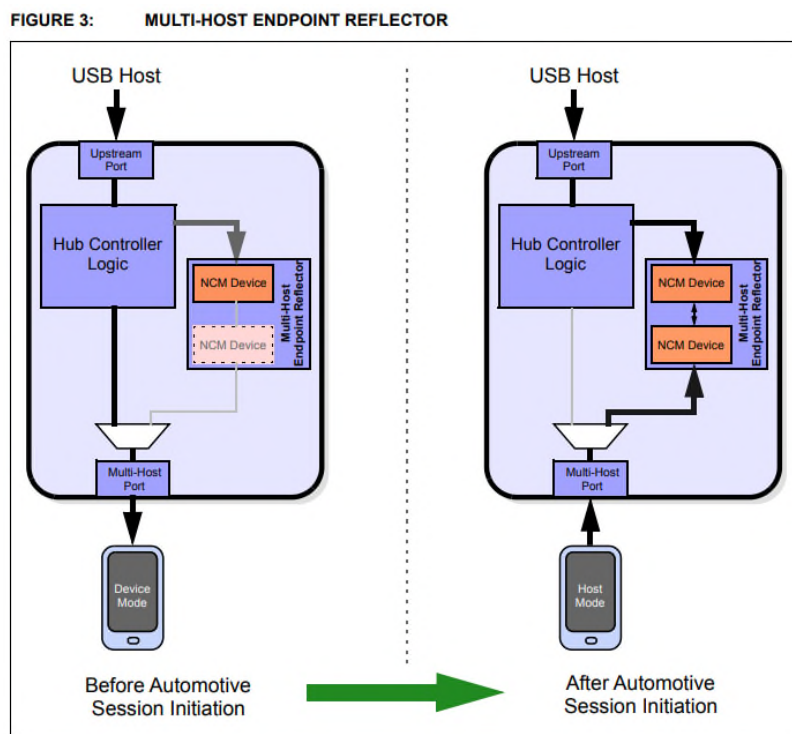 FIGURE 3: MULTI-HOST ENDPOINT REFLECTOR
USB Host
Upstream
Port
Hub Controller
Logic
NCM Device
NCM Device
Multi-Host
Endpoint Reflector
Multi-Host
Port
Device
Mode
Before Automotive
Session Initiation
USB Host
Upstream
Port
Hub Controller
Logic
NCM Device
NCM Device
Multi-Host
Endpoint Reflector
Multi-Host
Port
Host
Mode
After Automotive
Session Initiation